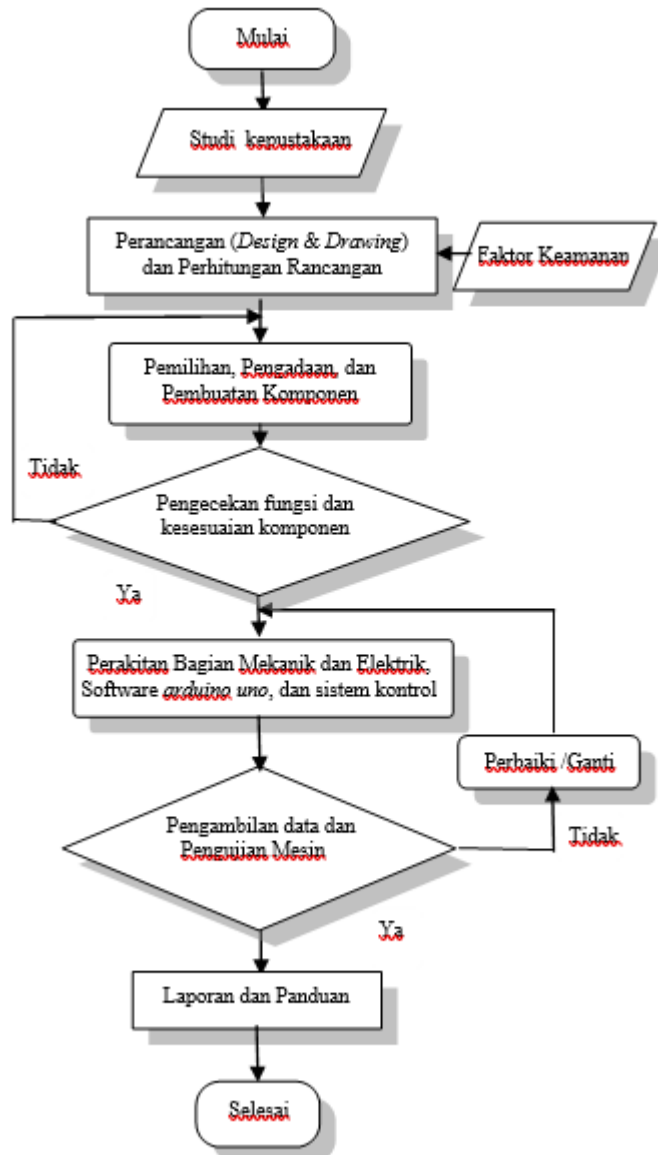 Mulai
Studi kepustakaan
Perancangan (Design & Drawing)
dan Perhitungan Rancangan
Faktor Keamanan
Pemilihan, Pengadaan, dan
Pembuatan Komponen
Tidak
Pengecekan fungsi dan
kesesuaian komponen
Ya
Perakitan Bagian Mekanik dan Elektrik,
Software arduino uno, dan sistem kontrol
Perbaiki /Ganti
Pengambilan data dan
Pengujian Mesin
Tidak
Ya
Laporan dan Panduan
Selesai